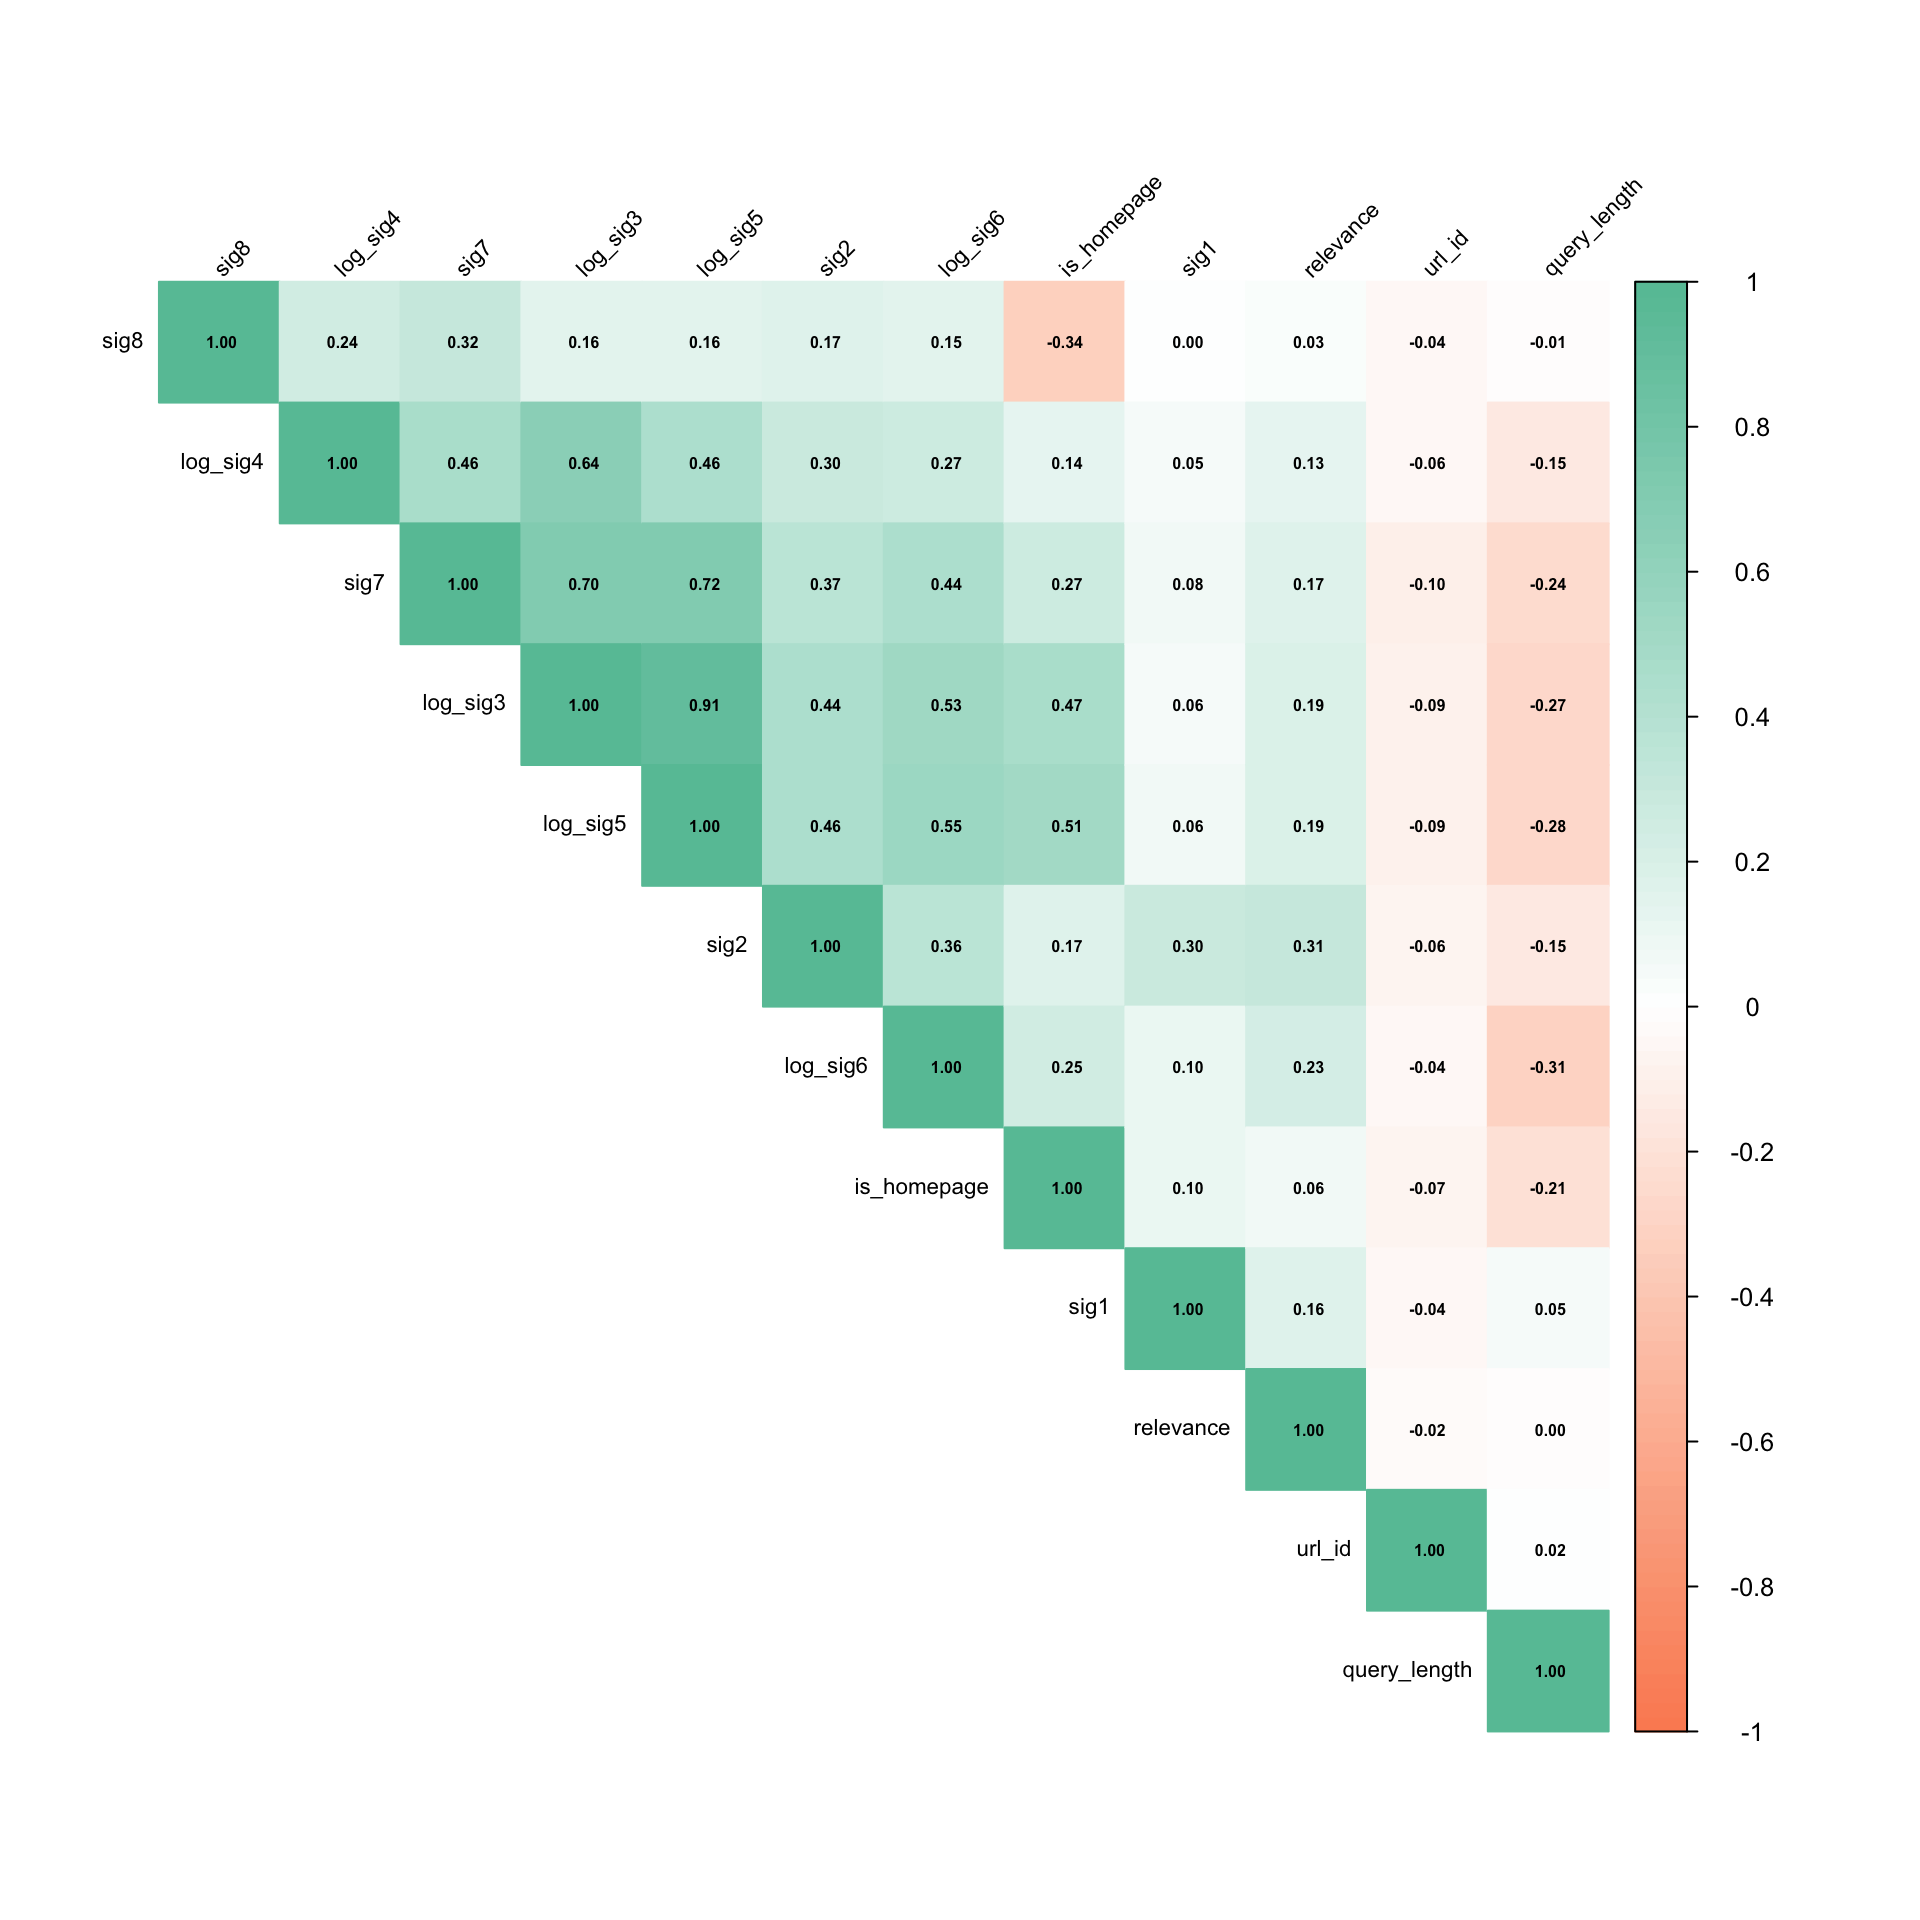 sig8 log_sig4 sig7 log_sig3 log_sig5 sig2 log_sig6 is_homepage sig1 relevance url_id query_length
sig8 1.00 0.24 0.32 0.16 0.16 0.17 0.15 -0.34 0.00 0.03 -0.04 -0.01
log_sig4 1.00 0.46 0.64 0.46 0.30 0.27 0.14 0.05 0.13 -0.06 -0.15
sig7 1.00 0.70 0.72 0.37 0.44 0.27 0.08 0.17 -0.10 -0.24
log_sig3 1.00 0.91 0.44 0.53 0.47 0.06 0.19 -0.09 -0.27
log_sig5 1.00 0.46 0.55 0.51 0.06 0.19 -0.09 -0.28
sig2 1.00 0.36 0.17 0.30 0.31 -0.06 -0.15
log_sig6 1.00 0.25 0.10 0.23 -0.04 -0.31
is_homepage 1.00 0.10 0.06 -0.07 -0.21
sig1 1.00 0.16 -0.04 0.05
relevance 1.00 -0.02 0.00
url_id 1.00 0.02
query_length 1.00
1
0.8
0.6
0.4
0.2
0
-0.2
-0.4
-0.6
-0.8
-1